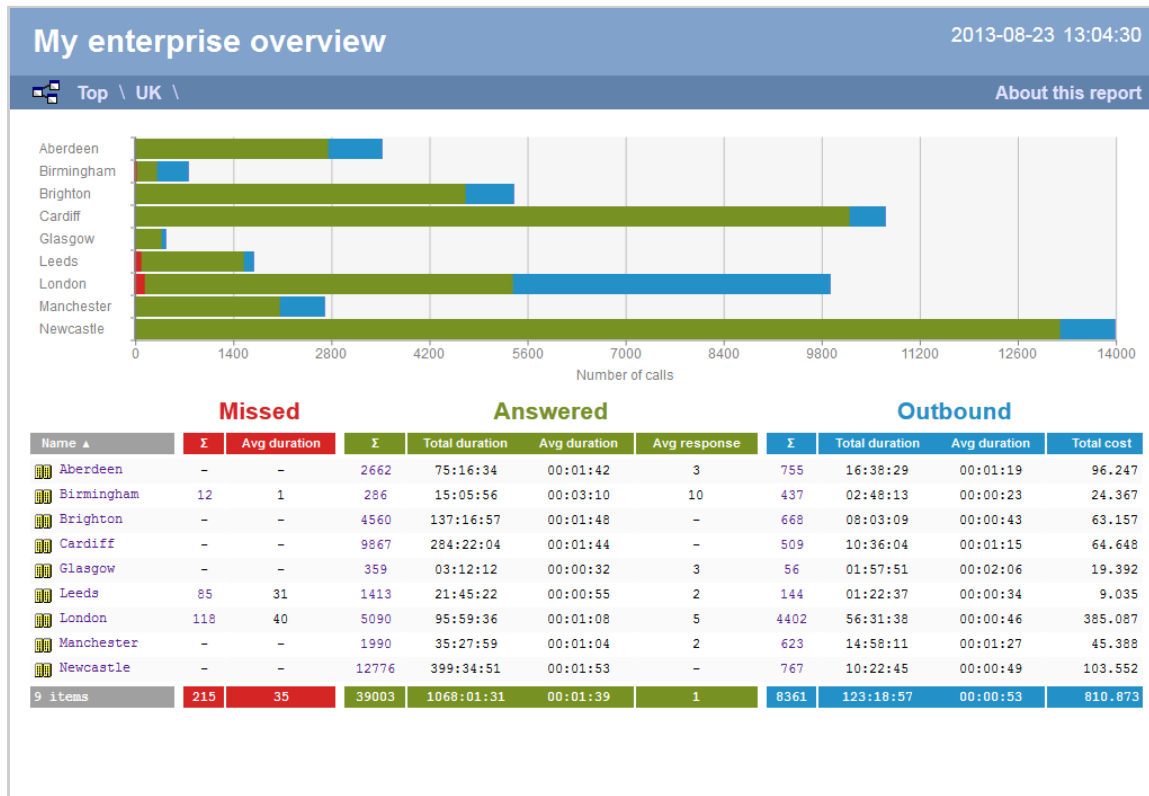 My enterprise overview 2013-08-23 13:04:30
Top \ UK \ About this report
Aberdeen
Birmingham
Brighton
Cardiff
Glasgow
Leeds
London
Manchester
Newcastle
0 1400 2800 4200 5600 7000 8400 9800 11200 12600 14000
Number of calls
Missed Answered Outbound
Name ▲ Σ Avg duration Σ Total duration Avg duration Avg response Σ Total duration Avg duration Total cost
Aberdeen – – 2662 75:16:34 00:01:42 3 755 16:38:29 00:01:19 96.247
Birmingham 12 1 286 15:05:56 00:03:10 10 437 02:48:13 00:00:23 24.367
Brighton – – 4560 137:16:57 00:01:48 – 668 08:03:09 00:00:43 63.157
Cardiff – – 9867 284:22:04 00:01:44 – 509 10:36:04 00:01:15 64.648
Glasgow – – 359 03:12:12 00:00:32 3 56 01:57:51 00:02:06 19.392
Leeds 85 31 1413 21:45:22 00:00:55 2 144 01:22:37 00:00:34 9.035
London 118 40 5090 95:59:36 00:01:08 5 4402 56:31:38 00:00:46 385.087
Manchester – – 1990 35:27:59 00:01:04 2 623 14:58:11 00:01:27 45.388
Newcastle – – 12776 399:34:51 00:01:53 – 767 10:22:45 00:00:49 103.552
9 items 215 35 39003 1068:01:31 00:01:39 1 8361 123:18:57 00:00:53 810.873